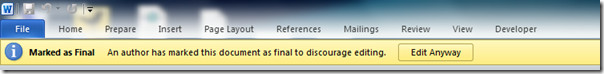 W
File Home Prepare Insert Page Layout References Mailings Review View Developer
Marked as Final An author has marked this document as final to discourage editing. Edit Anyway